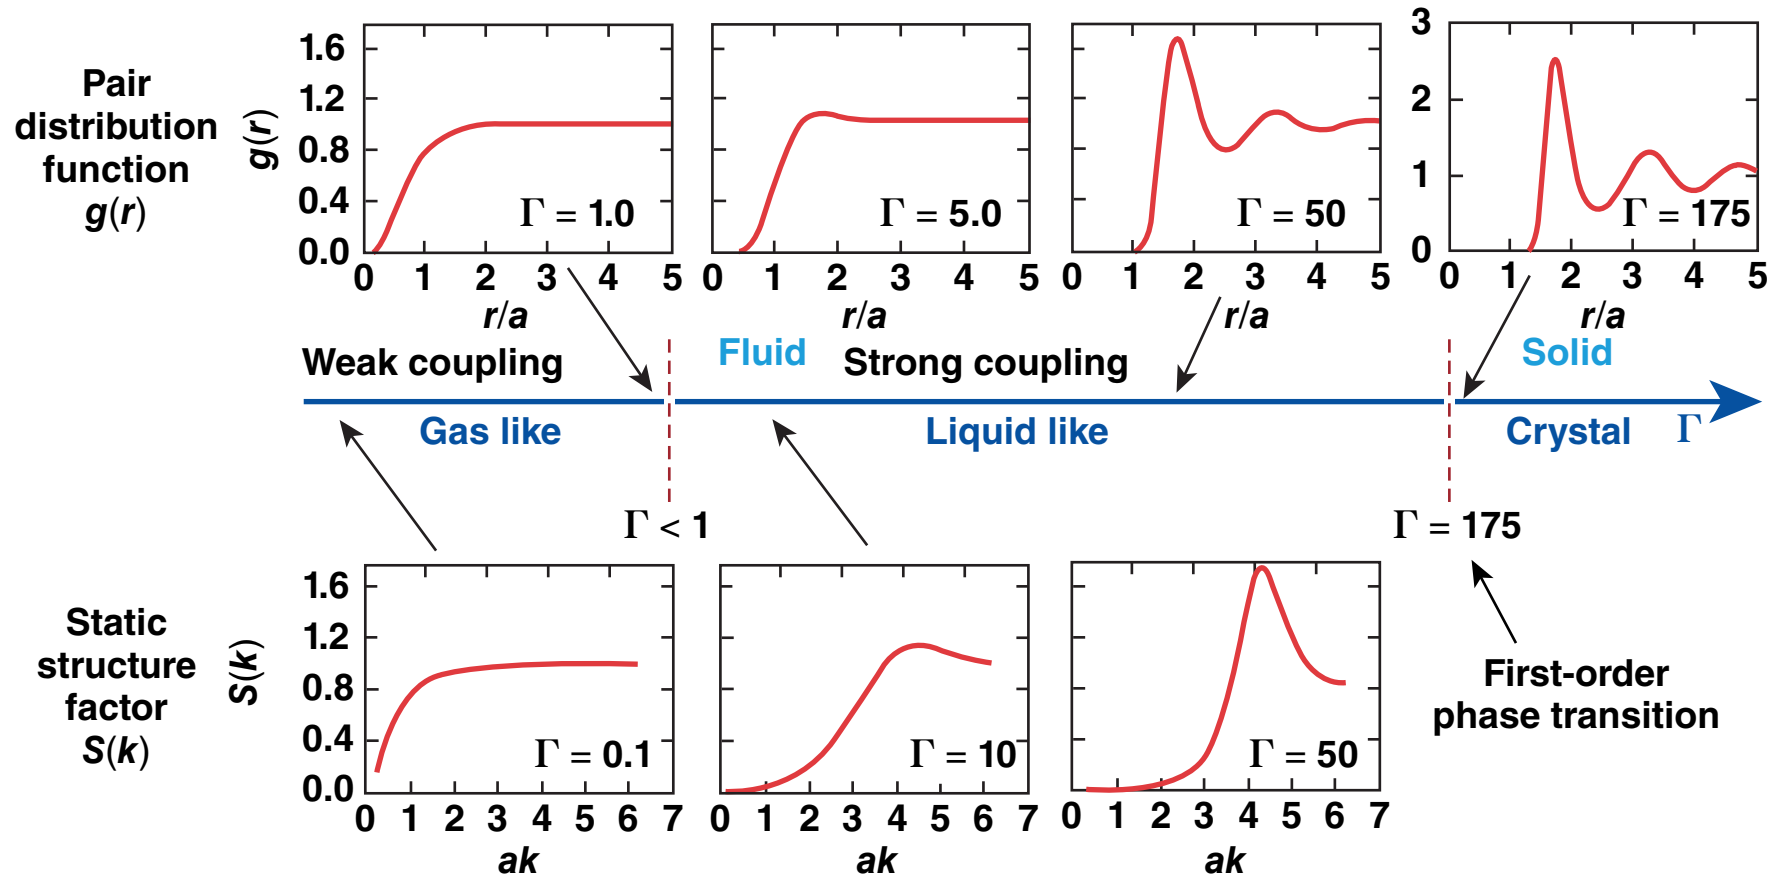 Pair
distribution
function
g(r)
g(r)
1.6
1.2
0.8
0.4
0.0
Γ = 1.0
0 1 2 3 4 5
r/a
Γ = 5.0
0 1 2 3 4 5
r/a
Γ = 50
0 1 2 3 4 5
r/a
3
2
1
0
Γ = 175
0 1 2 3 4 5
r/a
Weak coupling
Fluid
Strong coupling
Solid
Gas like
Liquid like
Crystal Γ
Γ < 1
Γ = 175
First-order
phase transition
Static
structure
factor
S(k)
S(k)
1.6
1.2
0.8
0.4
0.0
Γ = 0.1
0 1 2 3 4 5 6 7
ak
Γ = 10
0 1 2 3 4 5 6 7
ak
Γ = 50
0 1 2 3 4 5 6 7
ak